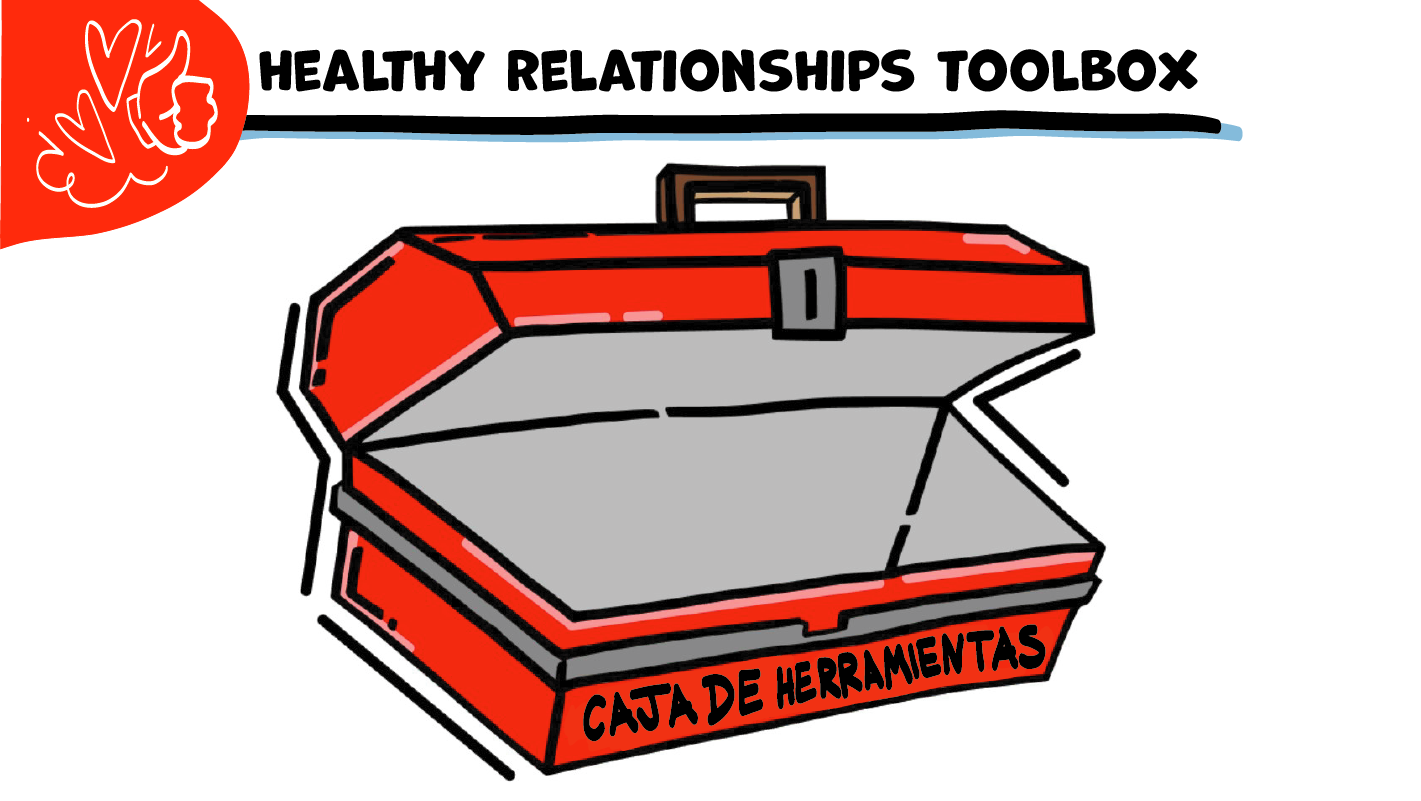 HEALTHY RELATIONSHIPS TOOLBOX
CAJA DE HERRAMIENTAS